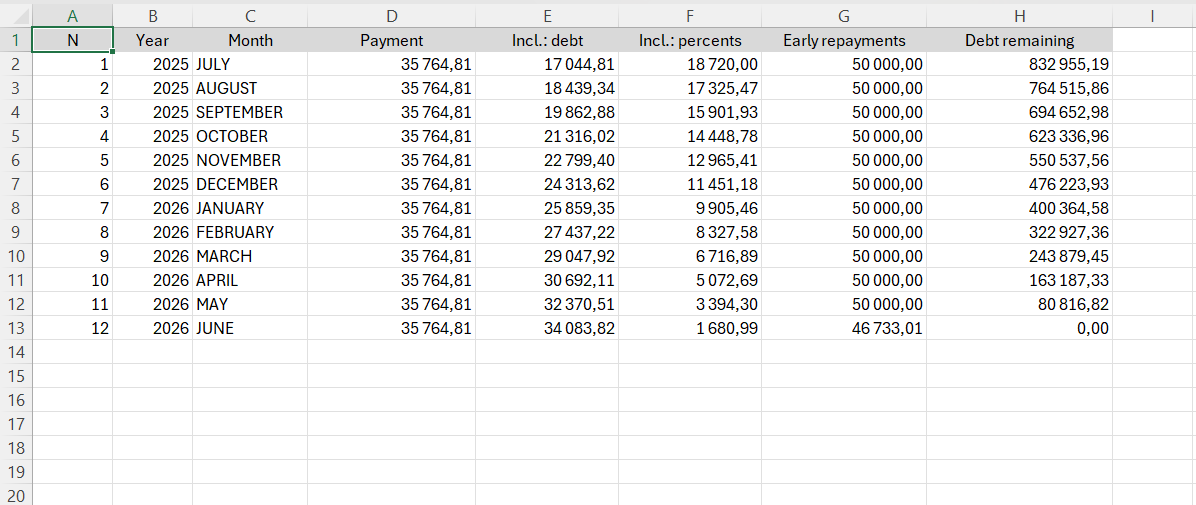 A B C D E F G H I
1 N Year Month Payment Incl.: debt Incl.: percents Early repayments Debt remaining
2 1 2025 JULY 35 764,81 17 044,81 18 720,00 50 000,00 832 955,19
3 2 2025 AUGUST 35 764,81 18 439,34 17 325,47 50 000,00 764 515,86
4 3 2025 SEPTEMBER 35 764,81 19 862,88 15 901,93 50 000,00 694 652,98
5 4 2025 OCTOBER 35 764,81 21 316,02 14 448,78 50 000,00 623 336,96
6 5 2025 NOVEMBER 35 764,81 22 799,40 12 965,41 50 000,00 550 537,56
7 6 2025 DECEMBER 35 764,81 24 313,62 11 451,18 50 000,00 476 223,93
8 7 2026 JANUARY 35 764,81 25 859,35 9 905,46 50 000,00 400 364,58
9 8 2026 FEBRUARY 35 764,81 27 437,22 8 327,58 50 000,00 322 927,36
10 9 2026 MARCH 35 764,81 29 047,92 6 716,89 50 000,00 243 879,45
11 10 2026 APRIL 35 764,81 30 692,11 5 072,69 50 000,00 163 187,33
12 11 2026 MAY 35 764,81 32 370,51 3 394,30 50 000,00 80 816,82
13 12 2026 JUNE 35 764,81 34 083,82 1 680,99 46 733,01 0,00
14
15
16
17
18
19
20